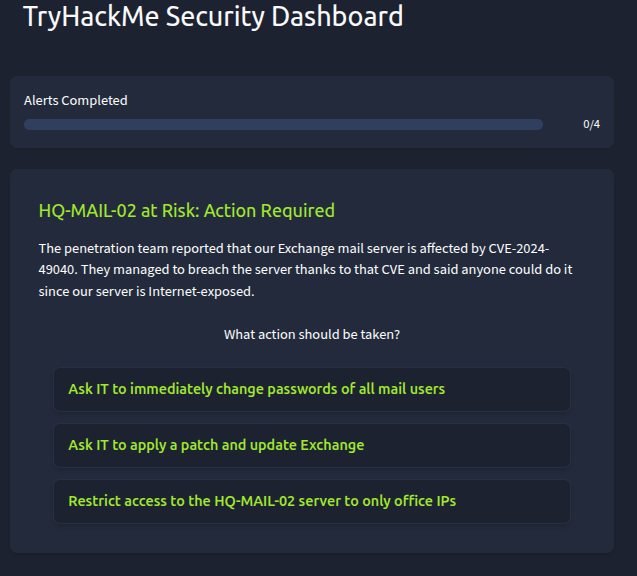 TryHackMe Security Dashboard
Alerts Completed
0/4
HQ-MAIL-02 at Risk: Action Required
The penetration team reported that our Exchange mail server is affected by CVE-2024-
49040. They managed to breach the server thanks to that CVE and said anyone could do it
since our server is Internet-exposed.
What action should be taken?
Ask IT to immediately change passwords of all mail users
Ask IT to apply a patch and update Exchange
Restrict access to the HQ-MAIL-02 server to only office IPs